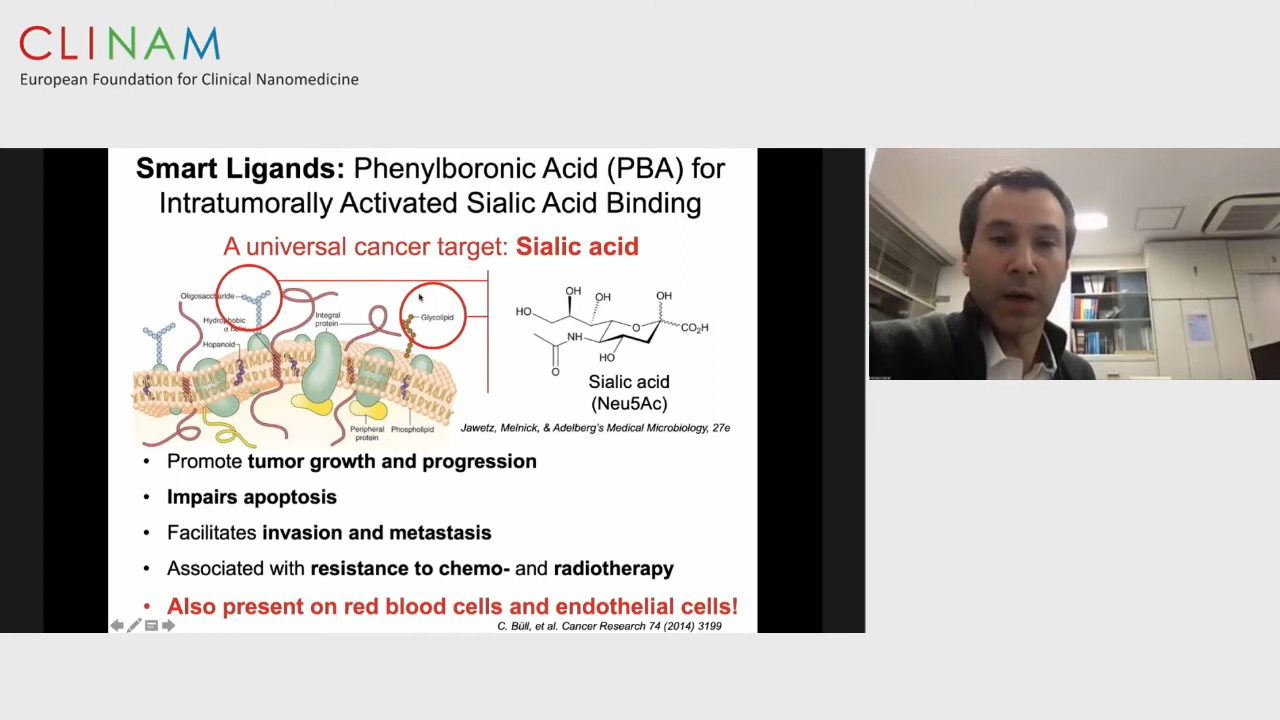 CLINAM
European Foundation for Clinical Nanomedicine
Smart Ligands: Phenylboronic Acid (PBA) for
Intratumorally Activated Sialic Acid Binding
A universal cancer target: Sialic acid
Oligosaccharide
Hydrophobic
α helix
Hopanoid
Integral
protein
Glycolipid
Peripheral
protein
Phospholipid
OH
OH
OH
HO
CO₂H
NH
HO
O
O
Sialic acid
(Neu5Ac)
Jawetz, Melnick, & Adelberg's Medical Microbiology, 27e
• Promote tumor growth and progression
• Impairs apoptosis
• Facilitates invasion and metastasis
• Associated with resistance to chemo- and radiotherapy
• Also present on red blood cells and endothelial cells!
C. Büll, et al. Cancer Research 74 (2014) 3199